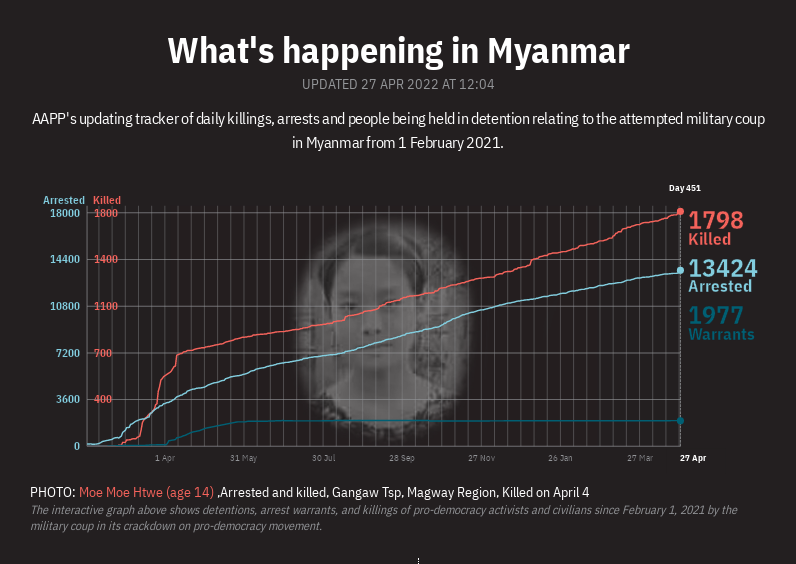 What's happening in Myanmar
UPDATED 27 APR 2022 AT 12:04
AAPP's updating tracker of daily killings, arrests and people being held in detention relating to the attempted military coup
in Myanmar from 1 February 2021.
Day 451
Arrested Killed
18000 1800
14400 1400
10800 1100
7200 700
3600 400
0
1798
Killed
13424
Arrested
1977
Warrants
1 Apr 31 May 30 Jul 28 Sep 27 Nov 26 Jan 27 Mar 27 Apr
PHOTO: Moe Moe Htwe (age 14) ,Arrested and killed, Gangaw Tsp, Magway Region, Killed on April 4
The interactive graph above shows detentions, arrest warrants, and killings of pro-democracy activists and civilians since February 1, 2021 by the
military coup in its crackdown on pro-democracy movement.